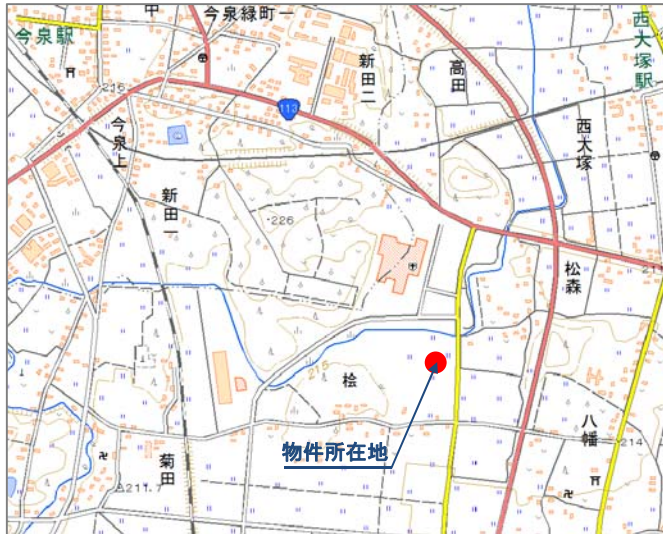 中
今泉緑町一
今泉駅
西大塚駅
新田二
高田
216
113
今泉上
西大塚
新田一
226
松森
215
桧
八幡
物件所在地
214
菊田
211.7